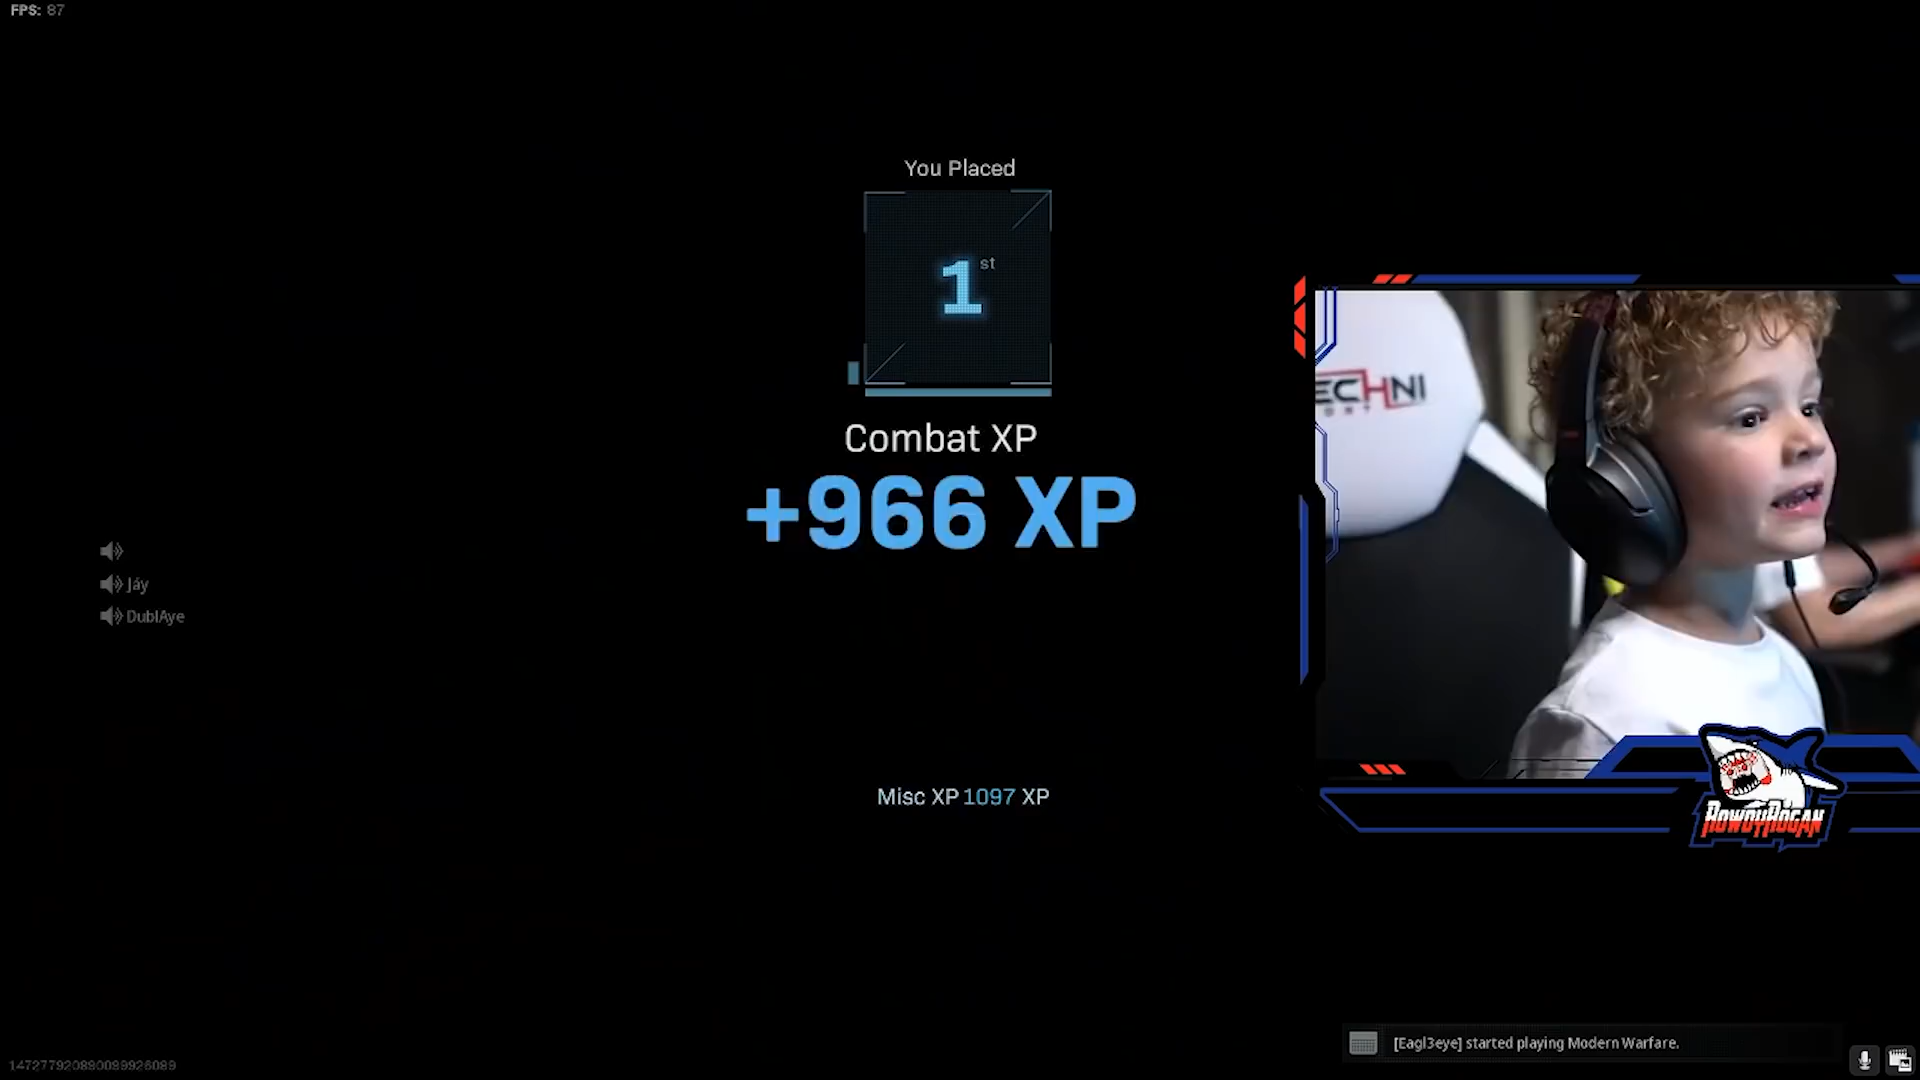 FPS: 87
You Placed
1st
Combat XP
+966 XP
Jáy
DublAye
Misc XP 1097 XP
ECHNI
ROWDYROGAN
[Eagl3eye] started playing Modern Warfare.